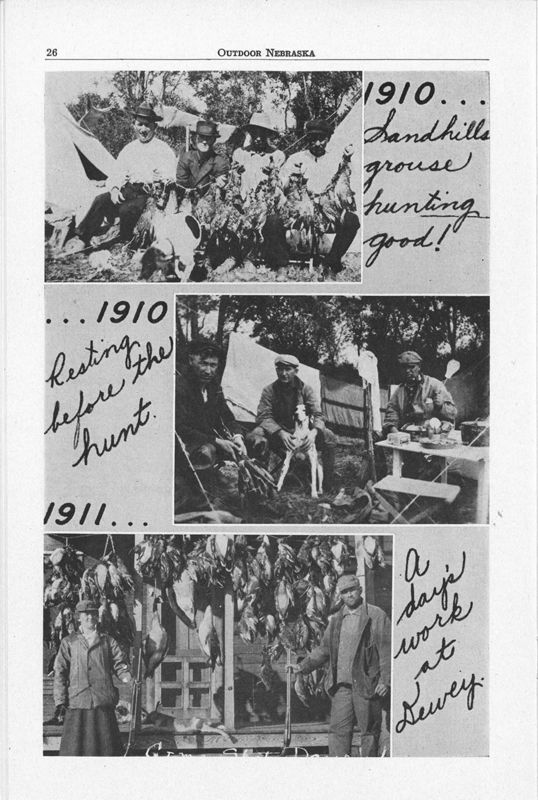 26
OUTDOOR NEBRASKA
1910...
Sandhills
grouse
hunting
good!
...1910
Resting
before the
hunt.
1911...
A
day's
work
at
Dewey.